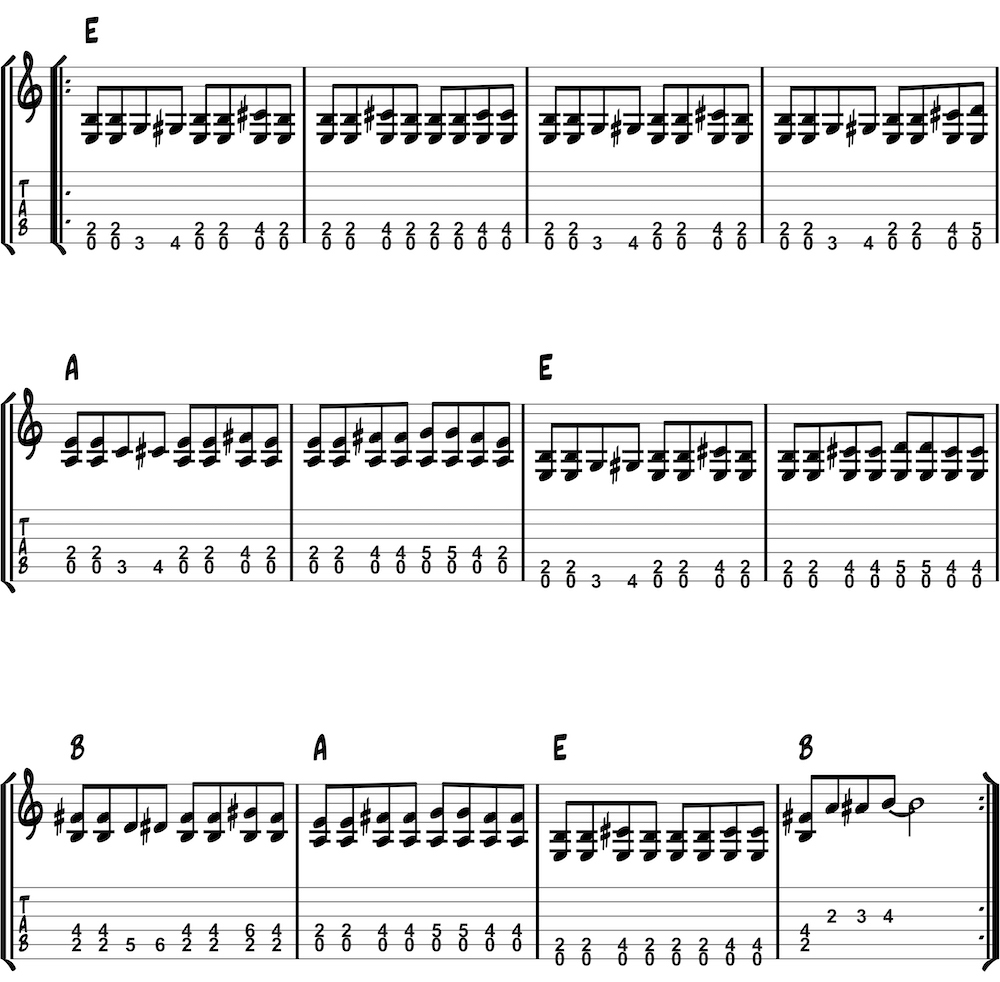 E
T
A
B 2 2 2 2 4 2 2 2 4 2 2 2 4 4 2 2 2 2 4 2 2 2 2 2 4 5
0 0 3 4 0 0 0 0 0 0 0 0 0 0 0 0 0 0 3 4 0 0 0 0 0 0 3 4 0 0 0 0
A E
T
A 2 2 2 2 4 2 2 2 4 4 5 5 4 2
B 0 0 3 4 0 0 0 0 0 0 0 0 0 0 0 0 2 2 2 2 4 2 2 2 4 4 5 5 4 4
0 0 3 4 0 0 0 0 0 0 0 0 0 0 0 0
B A E B
T 2 3 4
A 4 4 4 4 6 4 2 2 4 4 5 5 4 4 4
B 2 2 5 6 2 2 2 2 0 0 0 0 0 0 0 0 2 2 4 2 2 2 4 4 2
0 0 0 0 0 0 0 0